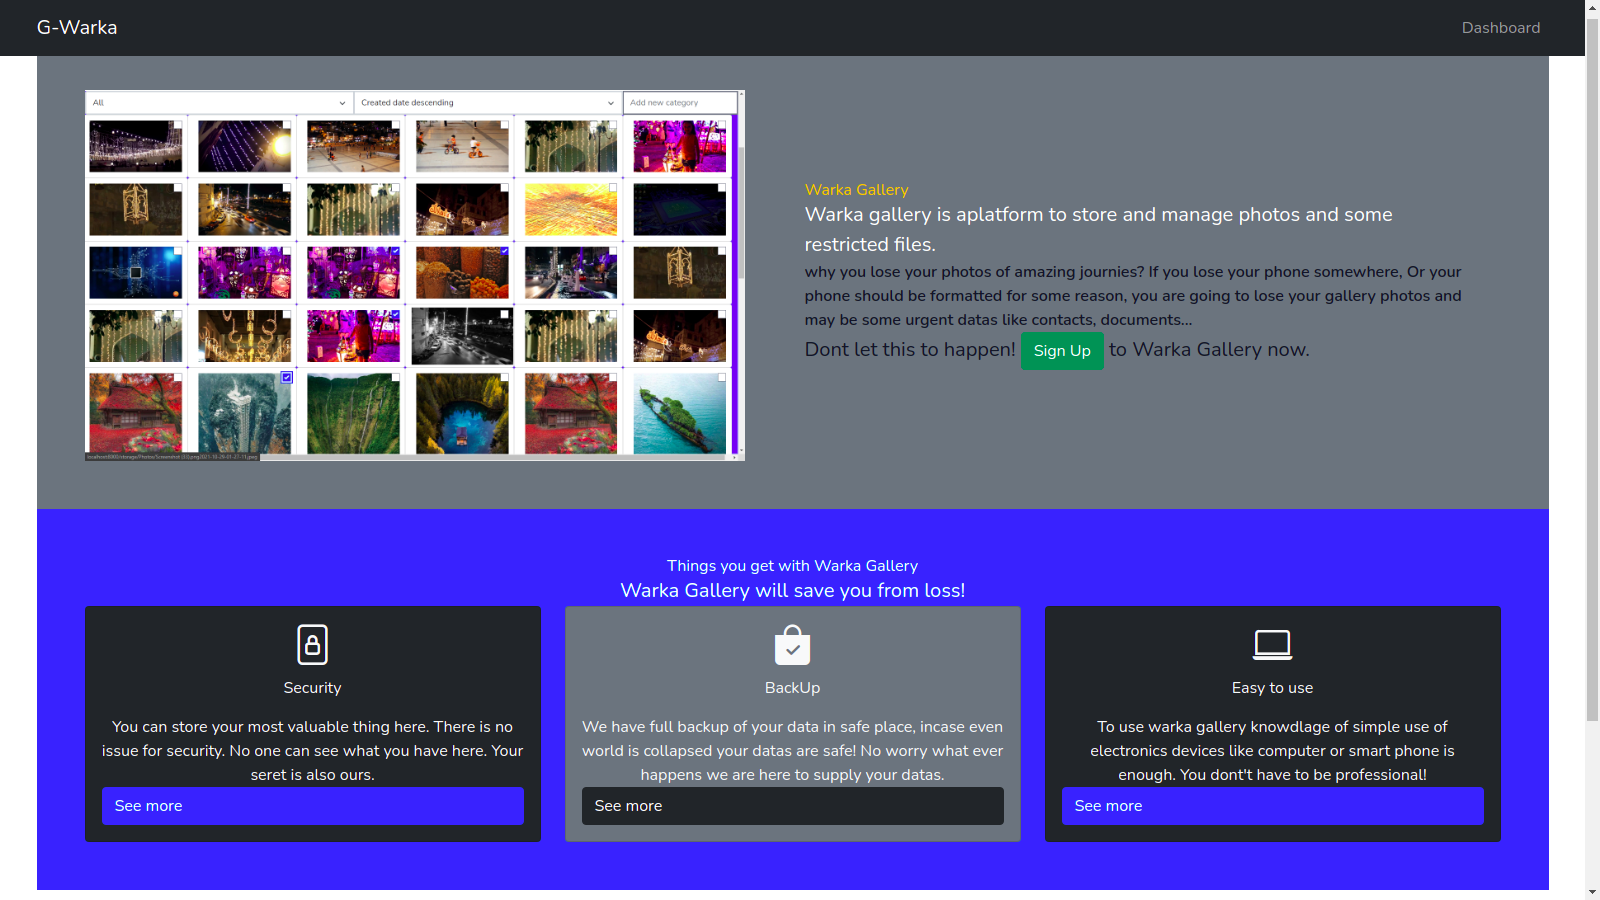 G-Warka
Dashboard
All
Created date descending
Add new category
Warka Gallery
Warka gallery is aplatform to store and manage photos and some
restricted files.
why you lose your photos of amazing journies? If you lose your phone somewhere, Or your
phone should be formatted for some reason, you are going to lose your gallery photos and
may be some urgent datas like contacts, documents...
Dont let this to happen! Sign Up to Warka Gallery now.
Things you get with Warka Gallery
Warka Gallery will save you from loss!
Security
You can store your most valuable thing here. There is no
issue for security. No one can see what you have here. Your
seret is also ours.
See more
BackUp
We have full backup of your data in safe place, incase even
world is collapsed your datas are safe! No worry what ever
happens we are here to supply your datas.
See more
Easy to use
To use warka gallery knowdlage of simple use of
electronics devices like computer or smart phone is
enough. You dont't have to be professional!
See more